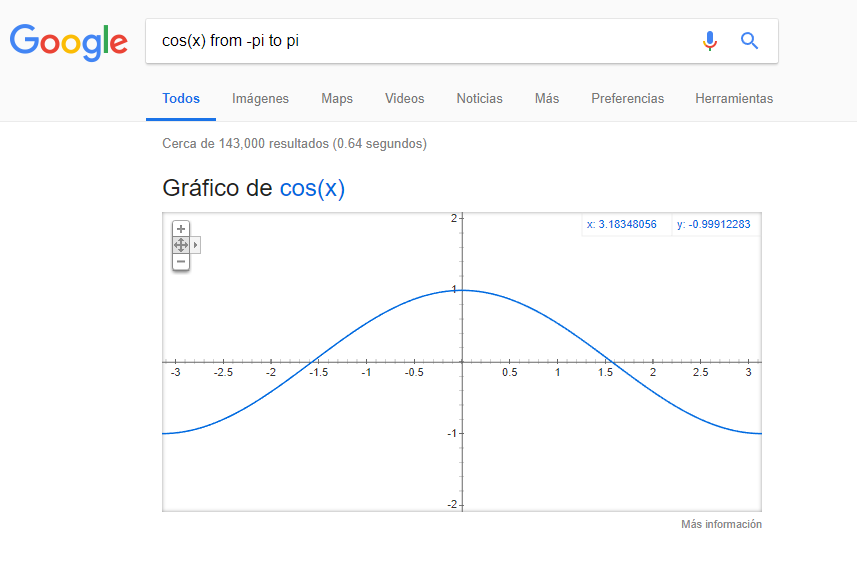 Google
cos(x) from -pi to pi
Todos Imágenes Maps Videos Noticias Más Preferencias Herramientas
Cerca de 143,000 resultados (0.64 segundos)
Gráfico de cos(x)
2
x: 3.18348056 y: -0.99912283
1
-3 -2.5 -2 -1.5 -1 -0.5 0.5 1 1.5 2 2.5 3
-1
-2
Más información